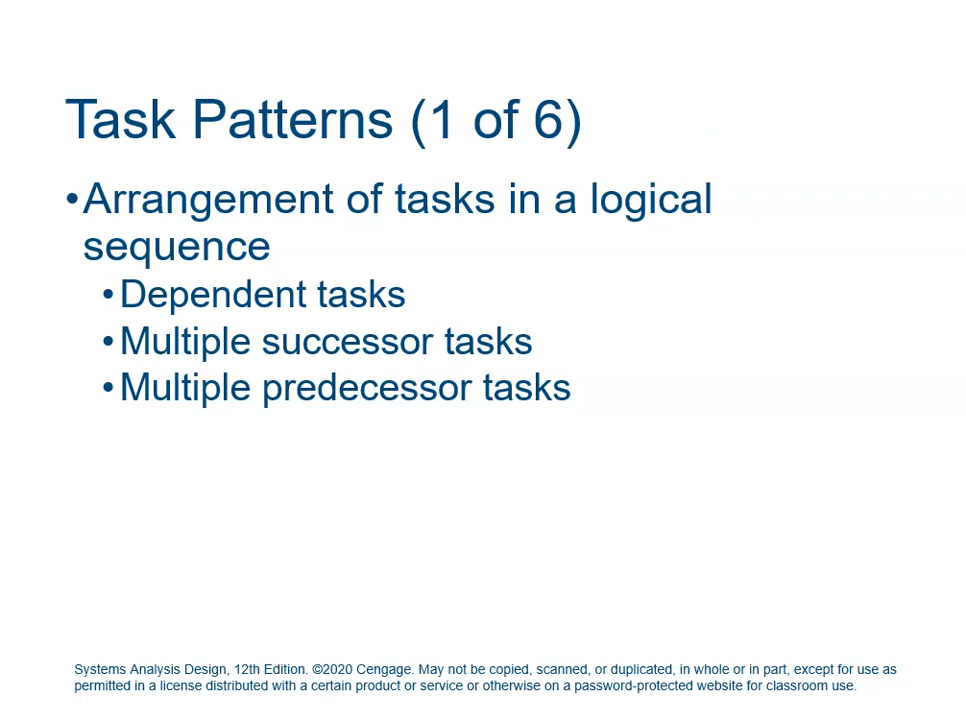 Task Patterns (1 of 6)
•Arrangement of tasks in a logical
sequence
•Dependent tasks
•Multiple successor tasks
•Multiple predecessor tasks
Systems Analysis Design, 12th Edition. ©2020 Cengage. May not be copied, scanned, or duplicated, in whole or in part, except for use as
permitted in a license distributed with a certain product or service or otherwise on a password-protected website for classroom use.